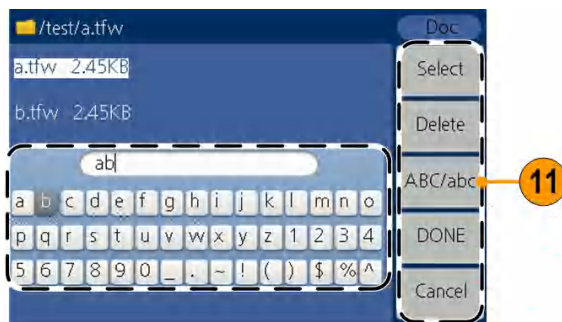 /test/a.tfw
Doc
a.tfw 2.45KB
Select
b.tfw 2.45KB
Delete
ab
ABC/abc
11
a b c d e f g h i j k l m n o
p q r s t u v w x y z 1 2 3 4
DONE
5 6 7 8 9 0 _ . ~ ! ( ) $ % ^
Cancel